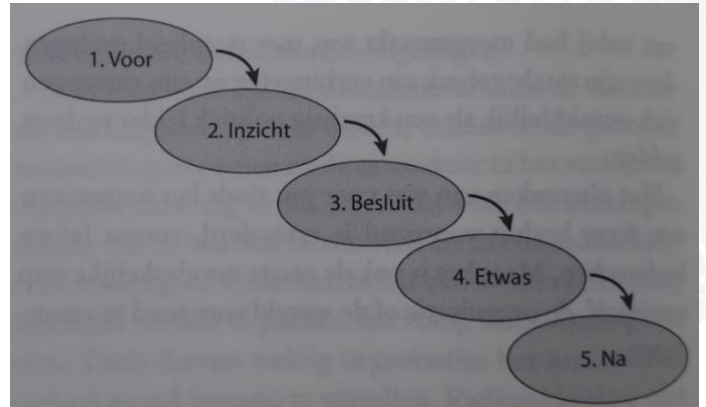 1. Voor
2. Inzicht
3. Besluit
4. Etwas
5. Na